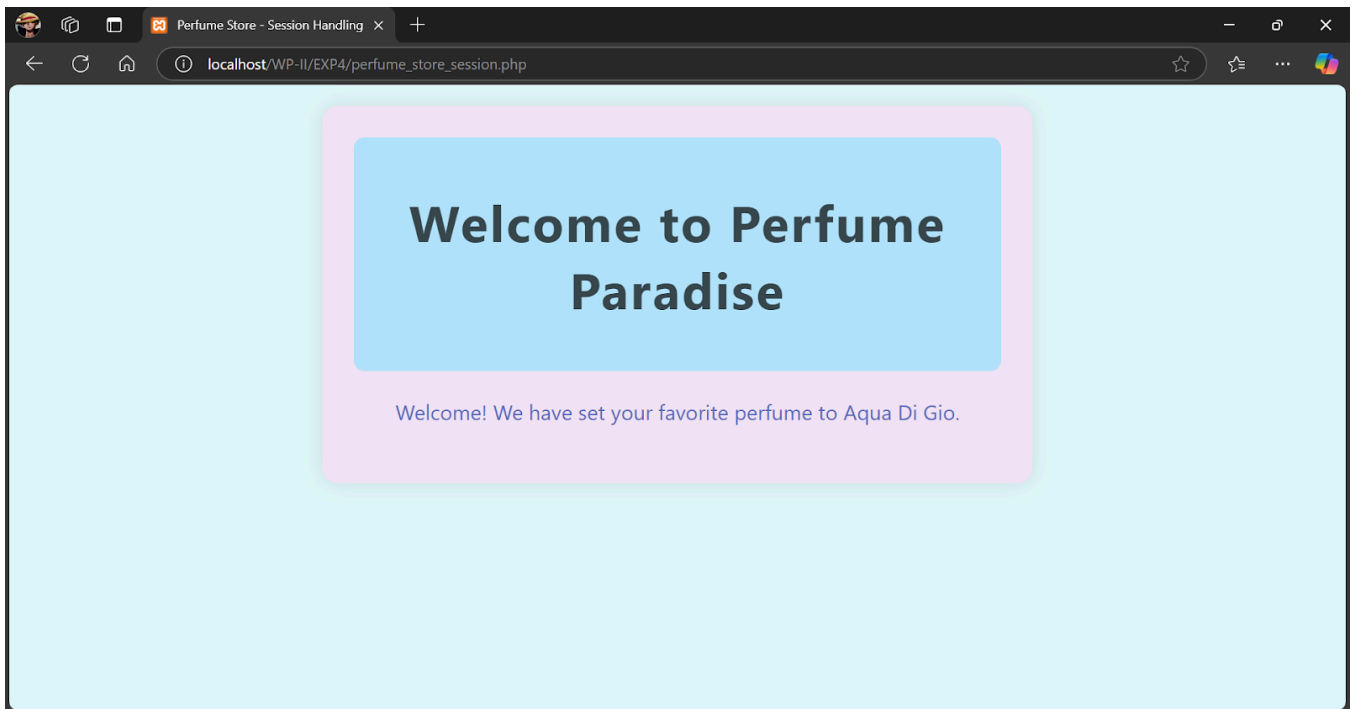 Perfume Store - Session Handling
localhost/WP-II/EXP4/perfume_store_session.php
Welcome to Perfume
Paradise
Welcome! We have set your favorite perfume to Aqua Di Gio.